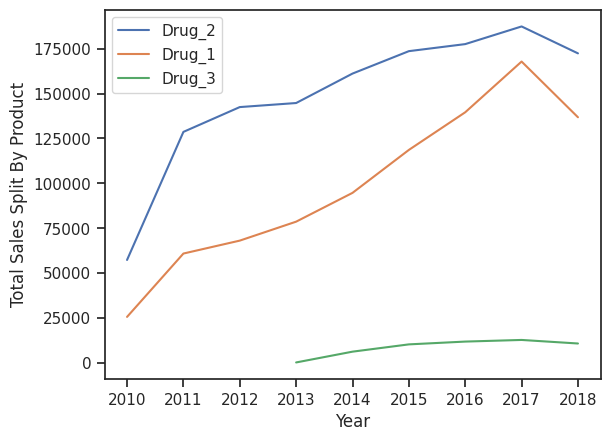 Drug_2
Drug_1
Drug_3
Total Sales Split By Product
175000
150000
125000
100000
75000
50000
25000
0
2010 2011 2012 2013 2014 2015 2016 2017 2018
Year